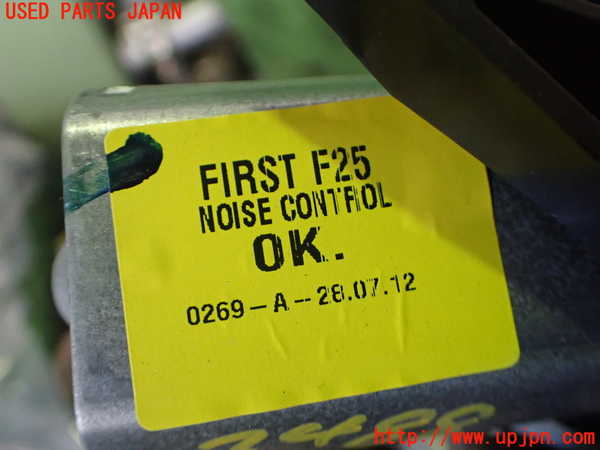 USED PARTS JAPAN
FIRST F25
NOISE CONTROL
OK.
0269-A--28.07.12
http://www.upjpn.com/